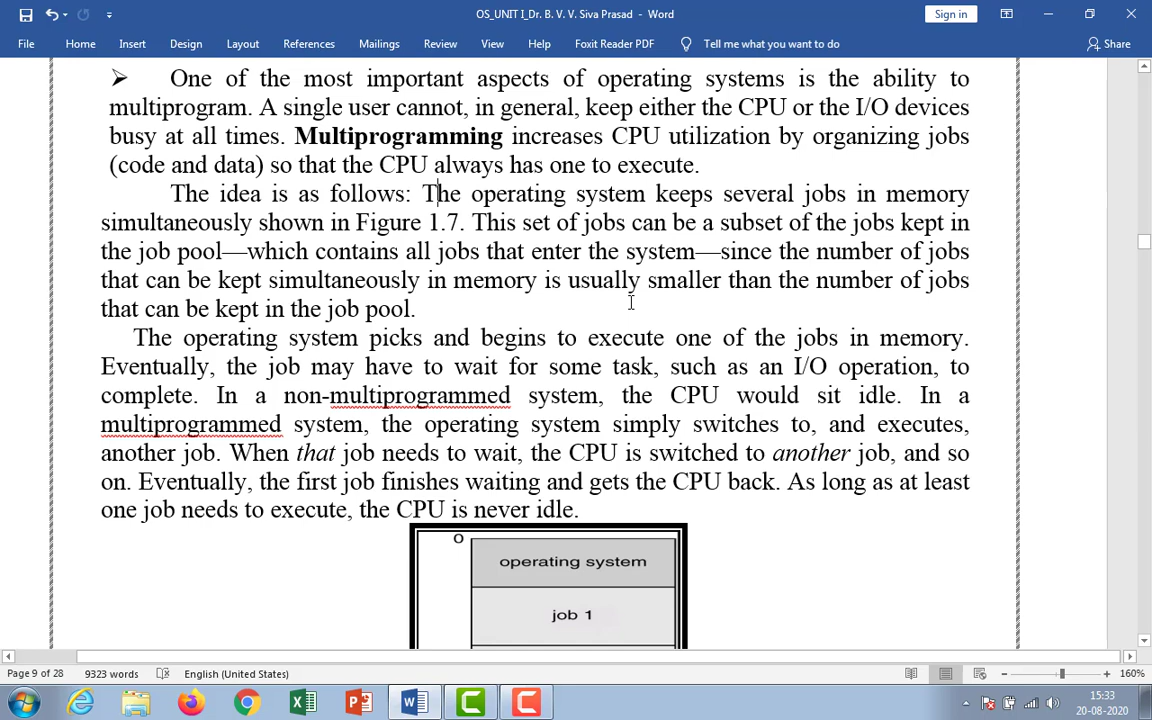 OS_UNIT I_Dr. B. V. V. Siva Prasad - Word
Sign in
File Home Insert Design Layout References Mailings Review View Help Foxit Reader PDF Tell me what you want to do Share
➢ One of the most important aspects of operating systems is the ability to
multiprogram. A single user cannot, in general, keep either the CPU or the I/O devices
busy at all times. Multiprogramming increases CPU utilization by organizing jobs
(code and data) so that the CPU always has one to execute.
The idea is as follows: The operating system keeps several jobs in memory
simultaneously shown in Figure 1.7. This set of jobs can be a subset of the jobs kept in
the job pool—which contains all jobs that enter the system—since the number of jobs
that can be kept simultaneously in memory is usually smaller than the number of jobs
that can be kept in the job pool.
The operating system picks and begins to execute one of the jobs in memory.
Eventually, the job may have to wait for some task, such as an I/O operation, to
complete. In a non-multiprogrammed system, the CPU would sit idle. In a
multiprogrammed system, the operating system simply switches to, and executes,
another job. When that job needs to wait, the CPU is switched to another job, and so
on. Eventually, the first job finishes waiting and gets the CPU back. As long as at least
one job needs to execute, the CPU is never idle.
0
operating system
job 1
Page 9 of 28 9323 words English (United States) 160%
15:33
20-08-2020